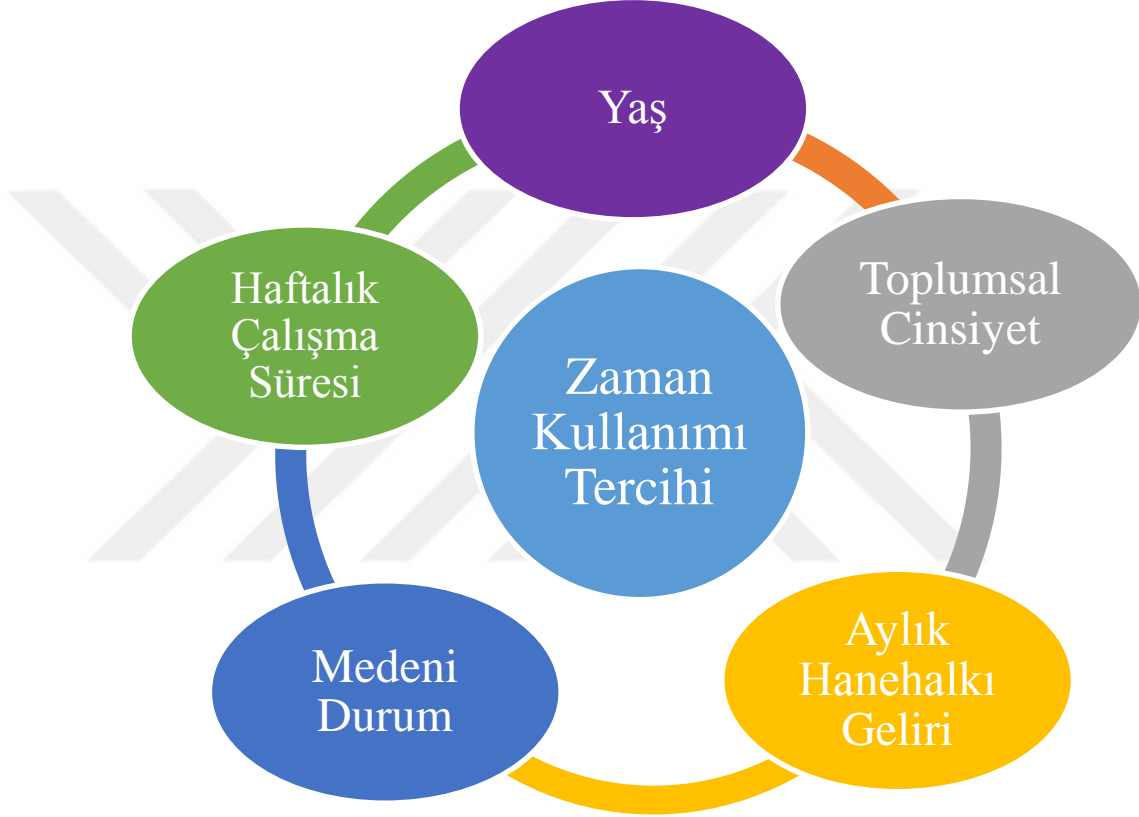 Yaş
Toplumsal
Cinsiyet
Aylık
Hanehalkı
Geliri
Medeni
Durum
Haftalık
Çalışma
Süresi
Zaman
Kullanımı
Tercihi